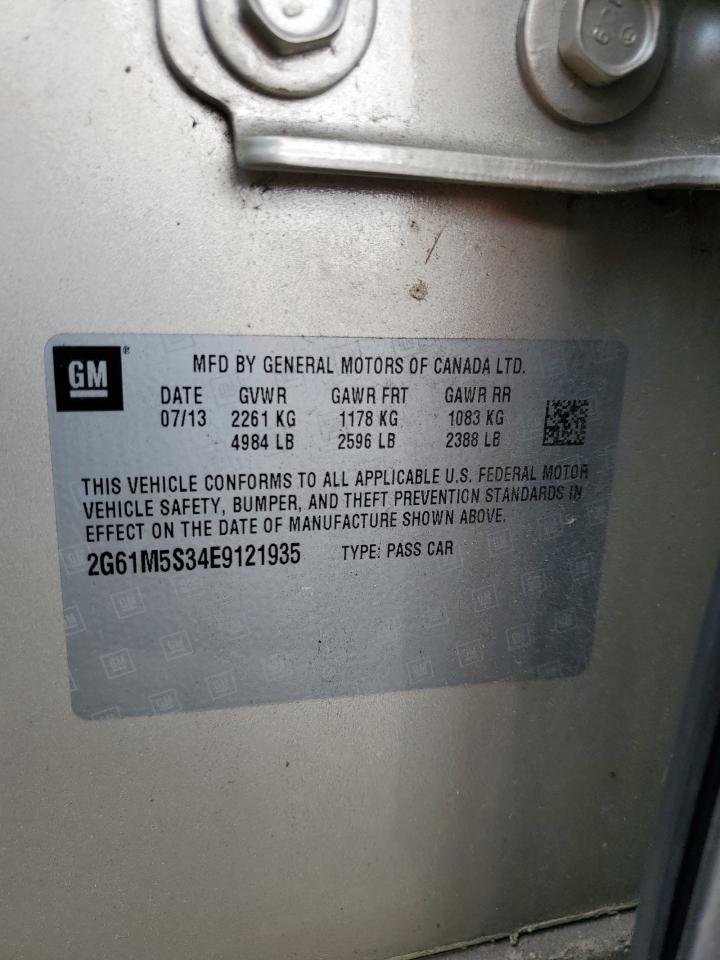 GM®
MFD BY GENERAL MOTORS OF CANADA LTD.
DATE GVWR GAWR FRT GAWR RR
07/13 2261 KG 1178 KG 1083 KG
4984 LB 2596 LB 2388 LB
THIS VEHICLE CONFORMS TO ALL APPLICABLE U.S. FEDERAL MOTOR
VEHICLE SAFETY, BUMPER, AND THEFT PREVENTION STANDARDS IN
EFFECT ON THE DATE OF MANUFACTURE SHOWN ABOVE.
2G61M5S34E9121935 TYPE: PASS CAR